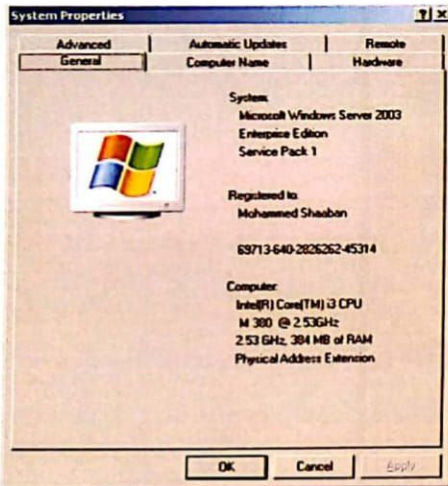 System Properties
Advanced
Automatic Updates
Remote
General
Computer Name
Hardware
System:
Microsoft Windows Server 2003
Enterprise Edition
Service Pack 1
Registered to:
Mohammed Shaaban
69713-640-2826262-45314
Computer:
Intel(R) Core(TM) i3 CPU
M 380 @ 2.53GHz
2.53 GHz, 384 MB of RAM
Physical Address Extension
OK
Cancel
Apply